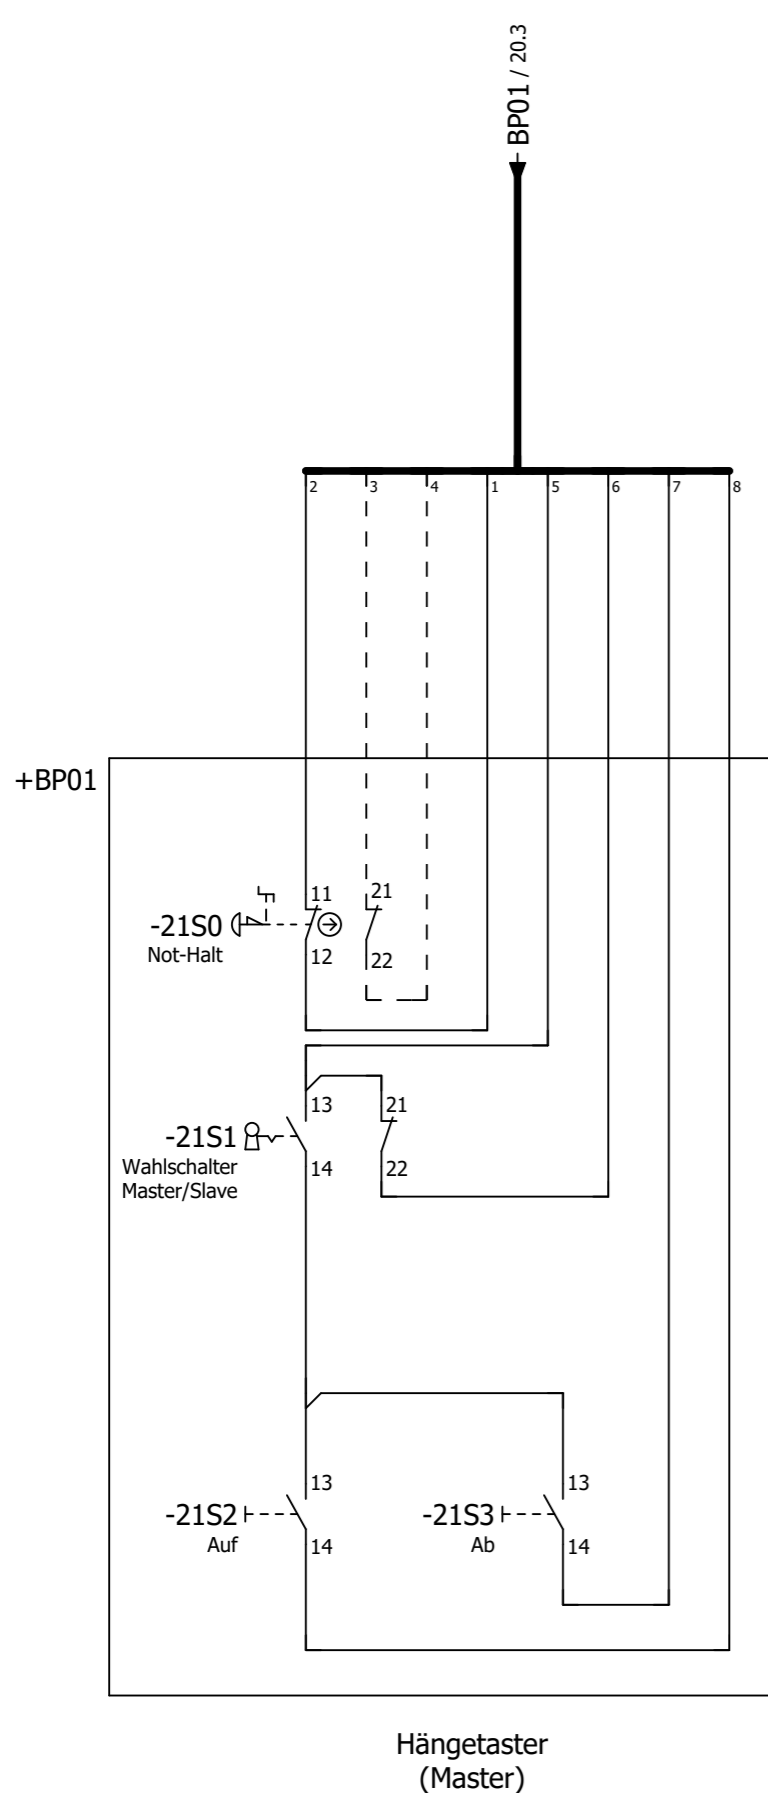 BP01 / 20.3
2 3 4 1 5 6 7 8
+BP01
11 21
-21S0
Not-Halt
12 22
13 21
-21S1
14 22
Wahlschalter
Master/Slave
13 13
-21S2 -21S3
Auf 14 Ab 14
Hängetaster
(Master)